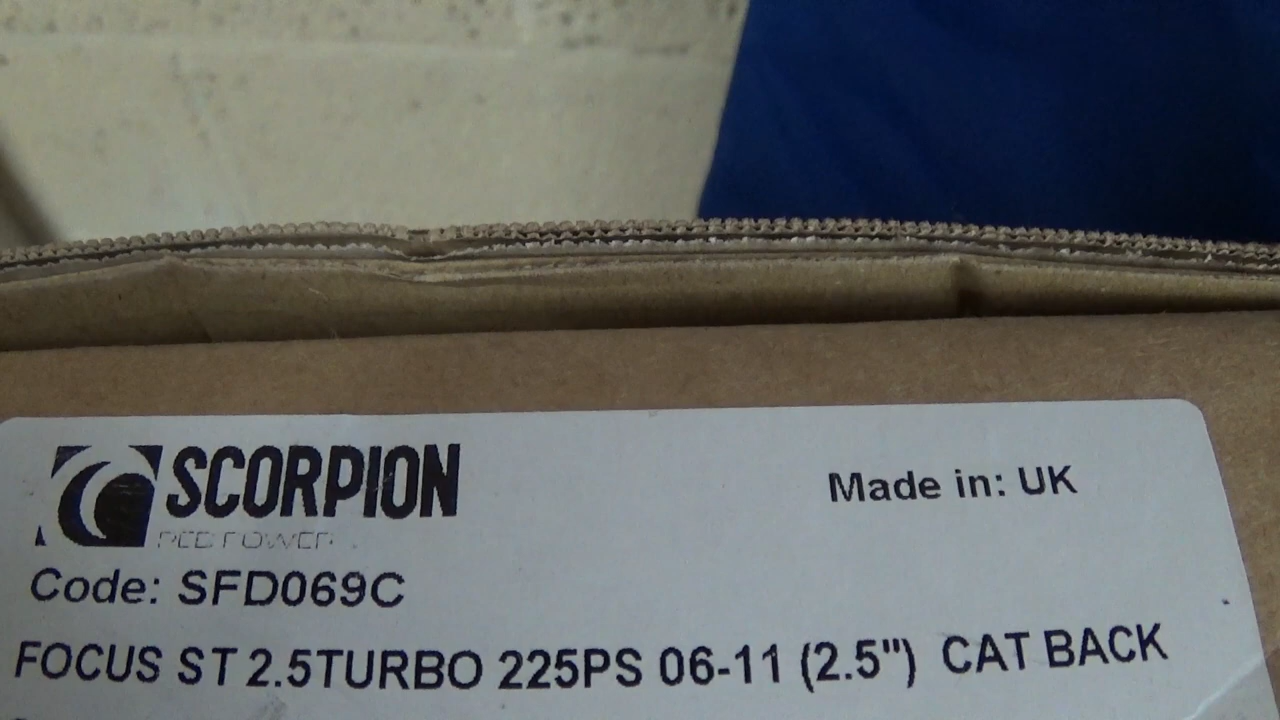 SCORPION
Made in: UK
Code: SFD069C
FOCUS ST 2.5TURBO 225PS 06-11 (2.5") CAT BACK